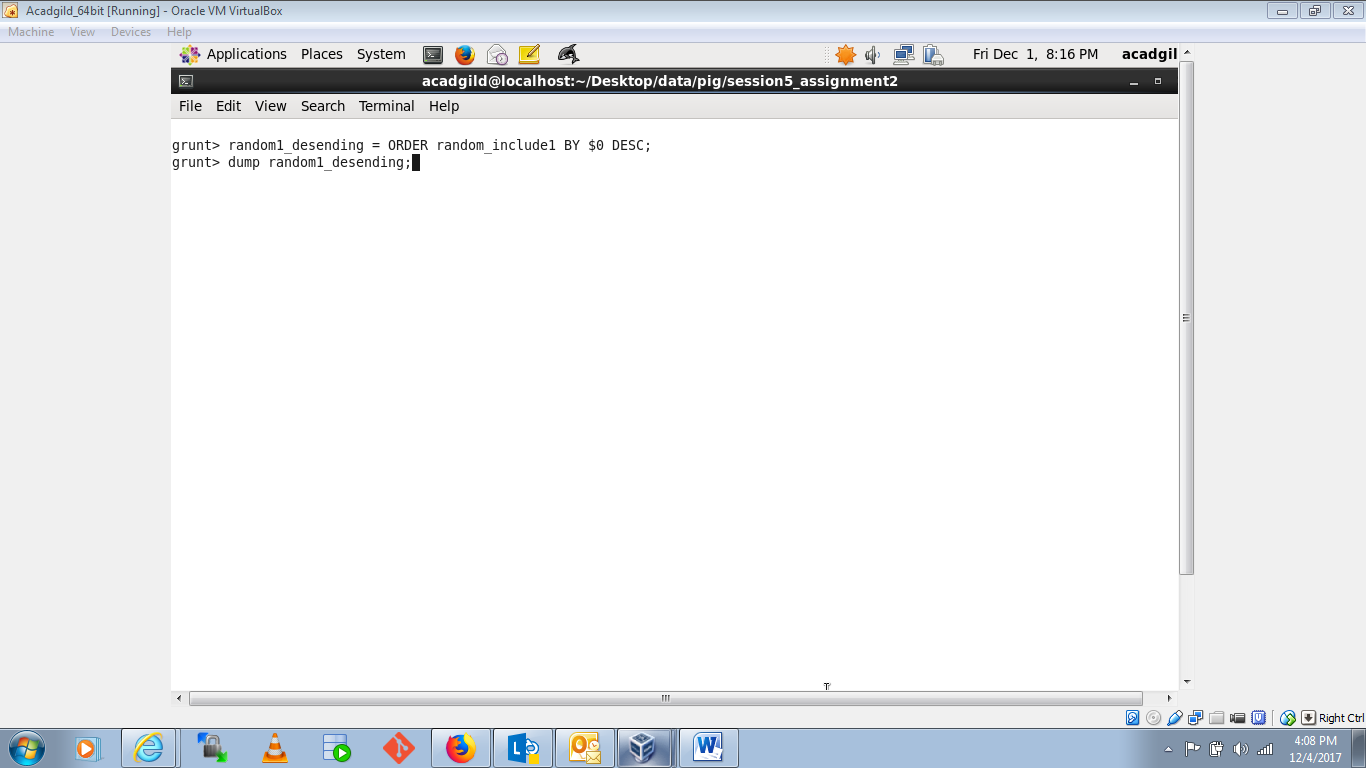 Acadgild_64bit [Running] - Oracle VM VirtualBox
Machine View Devices Help
Applications Places System Fri Dec 1, 8:16 PM acadgil
acadgild@localhost:~/Desktop/data/pig/session5_assignment2
File Edit View Search Terminal Help
grunt> random1_desending = ORDER random_include1 BY $0 DESC;
grunt> dump random1_desending;
Right Ctrl
4:08 PM
12/4/2017